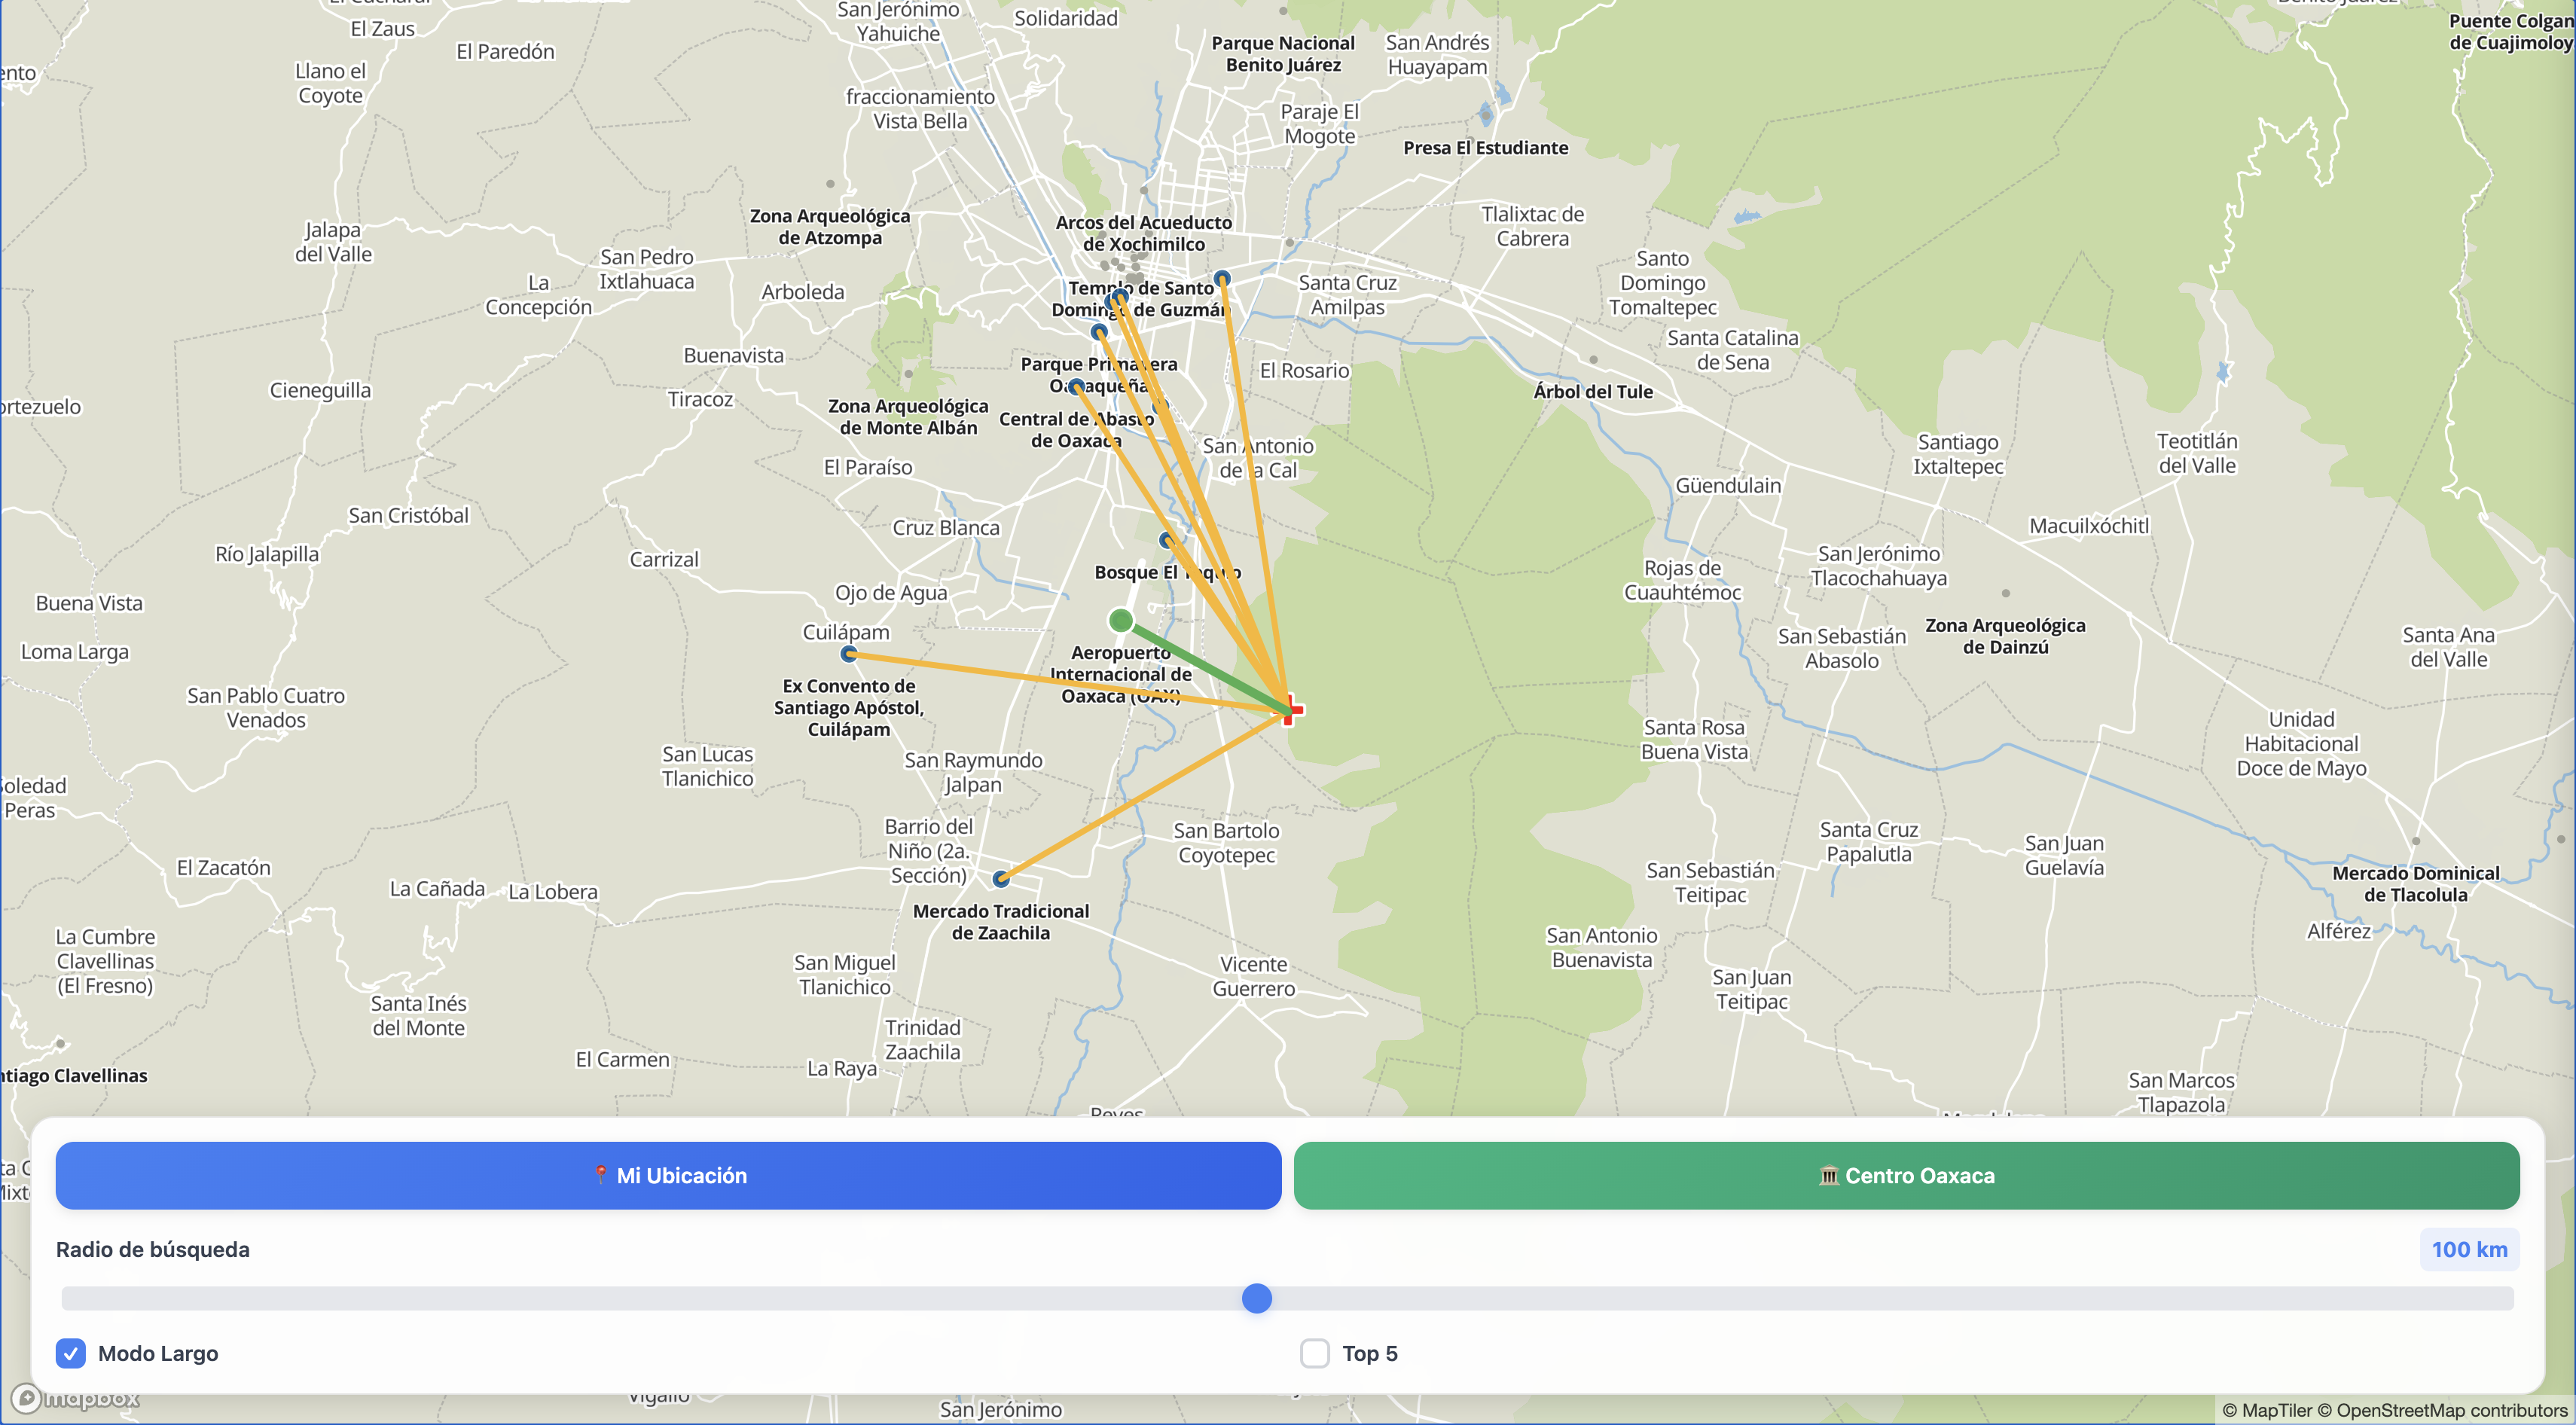 El Zaus
El Paredón
Llano el
Coyote
San Jerónimo
Yahuiche
Solidaridad
fraccionamiento
Vista Bella
Parque Nacional
Benito Juárez
San Andrés
Huayapam
Paraje El
Mogote
Presa El Estudiante
Puente Colgan
de Cuajimoloy
Zona Arqueológica
de Atzompa
Arcos del Acueducto
de Xochimilco
Tlalixtac de
Cabrera
Jalapa
del Valle
San Pedro
Ixtlahuaca
La
Concepción
Arboleda
Templo de Santo
Domingo de Guzmán
Santa Cruz
Amilpas
Santo
Domingo
Tomaltepec
Santa Catalina
de Sena
Buenavista
Parque Primavera
Oaxaqueña
El Rosario
Árbol del Tule
ortezuelo
Cieneguilla
Tiracoz
Zona Arqueológica
de Monte Albán
Central de Abasto
de Oaxaca
San Antonio
de la Cal
El Paraíso
Santiago
Ixtaltepec
Teotitlán
del Valle
Güendulain
San Cristóbal
Cruz Blanca
Macuilxóchitl
Río Jalapilla
Carrizal
Bosque El Tequio
Rojas de
Cuauhtémoc
San Jerónimo
Tlacochahuaya
Buena Vista
Ojo de Agua
Cuilápam
Loma Larga
Aeropuerto
Internacional de
Oaxaca (OAX)
San Sebastián
Abasolo
Zona Arqueológica
de Dainzú
Santa Ana
del Valle
San Pablo Cuatro
Venados
Ex Convento de
Santiago Apóstol,
Cuilápam
San Lucas
Tlanichico
San Raymundo
Jalpan
Santa Rosa
Buena Vista
Unidad
Habitacional
Doce de Mayo
Soledad
Peras
Barrio del
Niño (2a.
Sección)
San Bartolo
Coyotepec
Santa Cruz
Papalutla
San Juan
Guelavía
El Zacatón
La Cañada
La Lobera
San Sebastián
Teitipac
Mercado Dominical
de Tlacolula
Mercado Tradicional
de Zaachila
Alférez
La Cumbre
Clavellinas
(El Fresno)
San Antonio
Buenavista
San Miguel
Tlanichico
Vicente
Guerrero
San Juan
Teitipac
Santa Inés
del Monte
Trinidad
Zaachila
El Carmen
La Raya
ntiago Clavellinas
San Marcos
Tlapazola
Reyes
📍 Mi Ubicación
🏛️ Centro Oaxaca
Radio de búsqueda
100 km
Modo Largo
Top 5
mapbox
San Jerónimo
© MapTiler © OpenStreetMap contributors